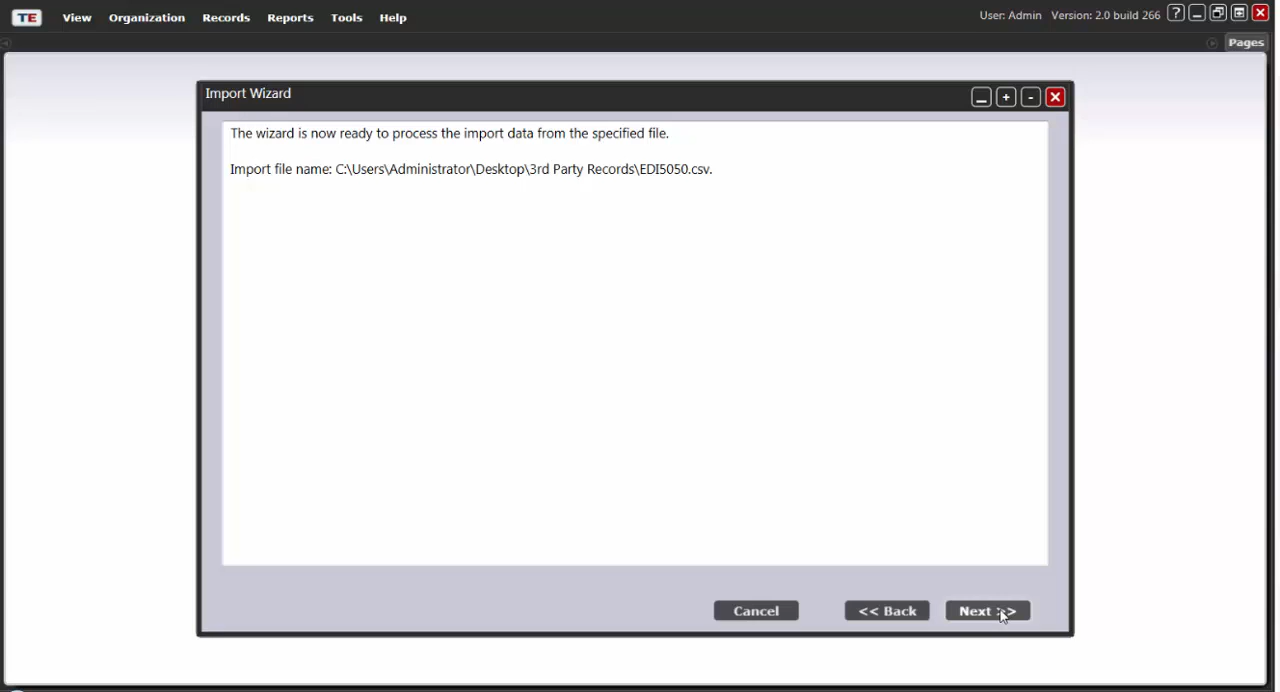 TE View Organization Records Reports Tools Help User: Admin Version: 2.0 build 266 ?
Pages
Import Wizard
The wizard is now ready to process the import data from the specified file.
Import file name: C:\Users\Administrator\Desktop\3rd Party Records\EDI5050.csv.
Cancel << Back Next >>